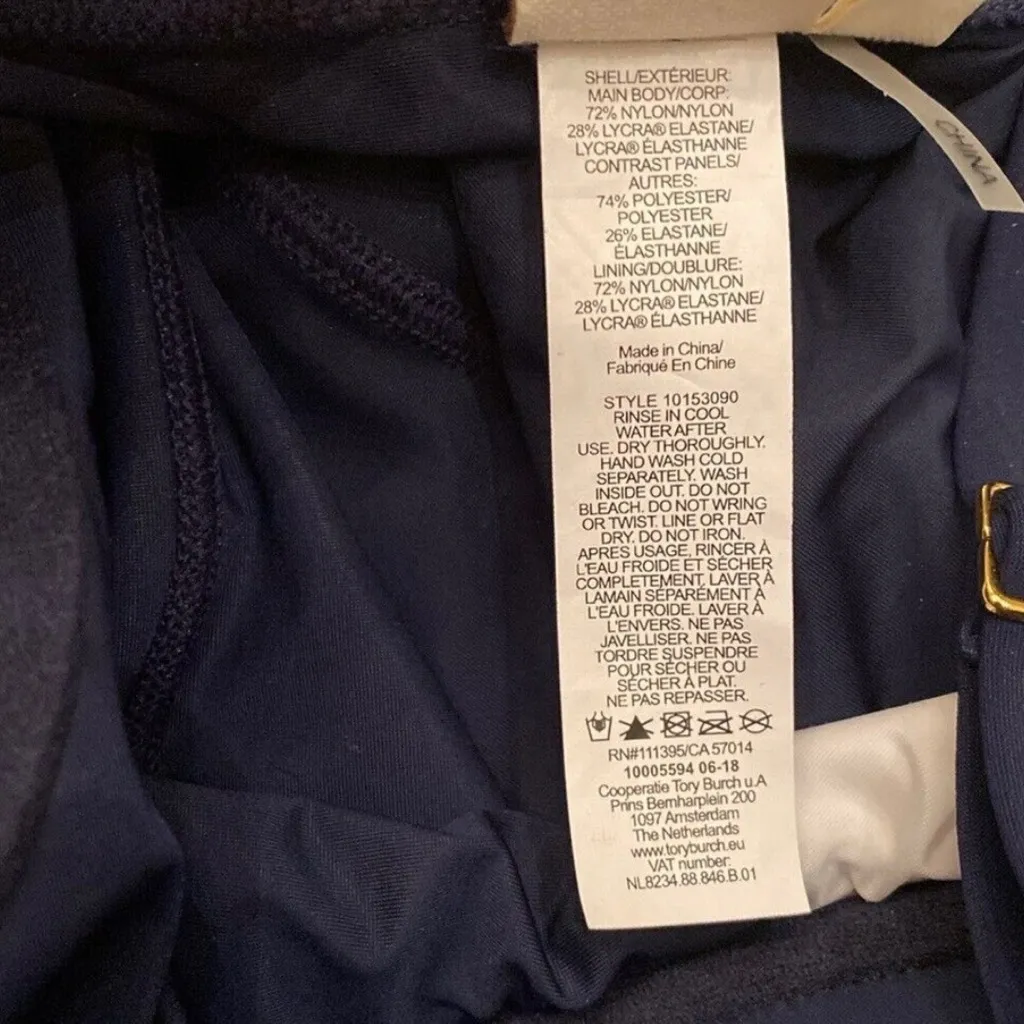 SHELL/EXTÉRIEUR:
MAIN BODY/CORP:
72% NYLON/NYLON
28% LYCRA® ELASTANE/
LYCRA® ÉLASTHANNE
CONTRAST PANELS/
AUTRES:
74% POLYESTER/
POLYESTER
26% ELASTANE/
ÉLASTHANNE
LINING/DOUBLURE:
72% NYLON/NYLON
28% LYCRA® ELASTANE/
LYCRA® ÉLASTHANNE
Made in China/
Fabriqué En Chine
STYLE 10153090
RINSE IN COOL
WATER AFTER
USE. DRY THOROUGHLY.
HAND WASH COLD
SEPARATELY. WASH
INSIDE OUT. DO NOT
BLEACH. DO NOT WRING
OR TWIST. LINE OR FLAT
DRY. DO NOT IRON.
APRES USAGE, RINCER À
L'EAU FROIDE ET SÉCHER
COMPLETEMENT. LAVER À
LAMAIN SÉPARÉMENT À
L'EAU FROIDE. LAVER À
L'ENVERS. NE PAS
JAVELLISER. NE PAS
TORDRE SUSPENDRE
POUR SÉCHER OU
SÉCHER À PLAT.
NE PAS REPASSER.
RN#111395/CA 57014
10005594 06-18
Cooperatie Tory Burch u.A
Prins Bernharplein 200
1097 Amsterdam
The Netherlands
www.toryburch.eu
VAT number:
NL8234.88.846.B.01
CHINA